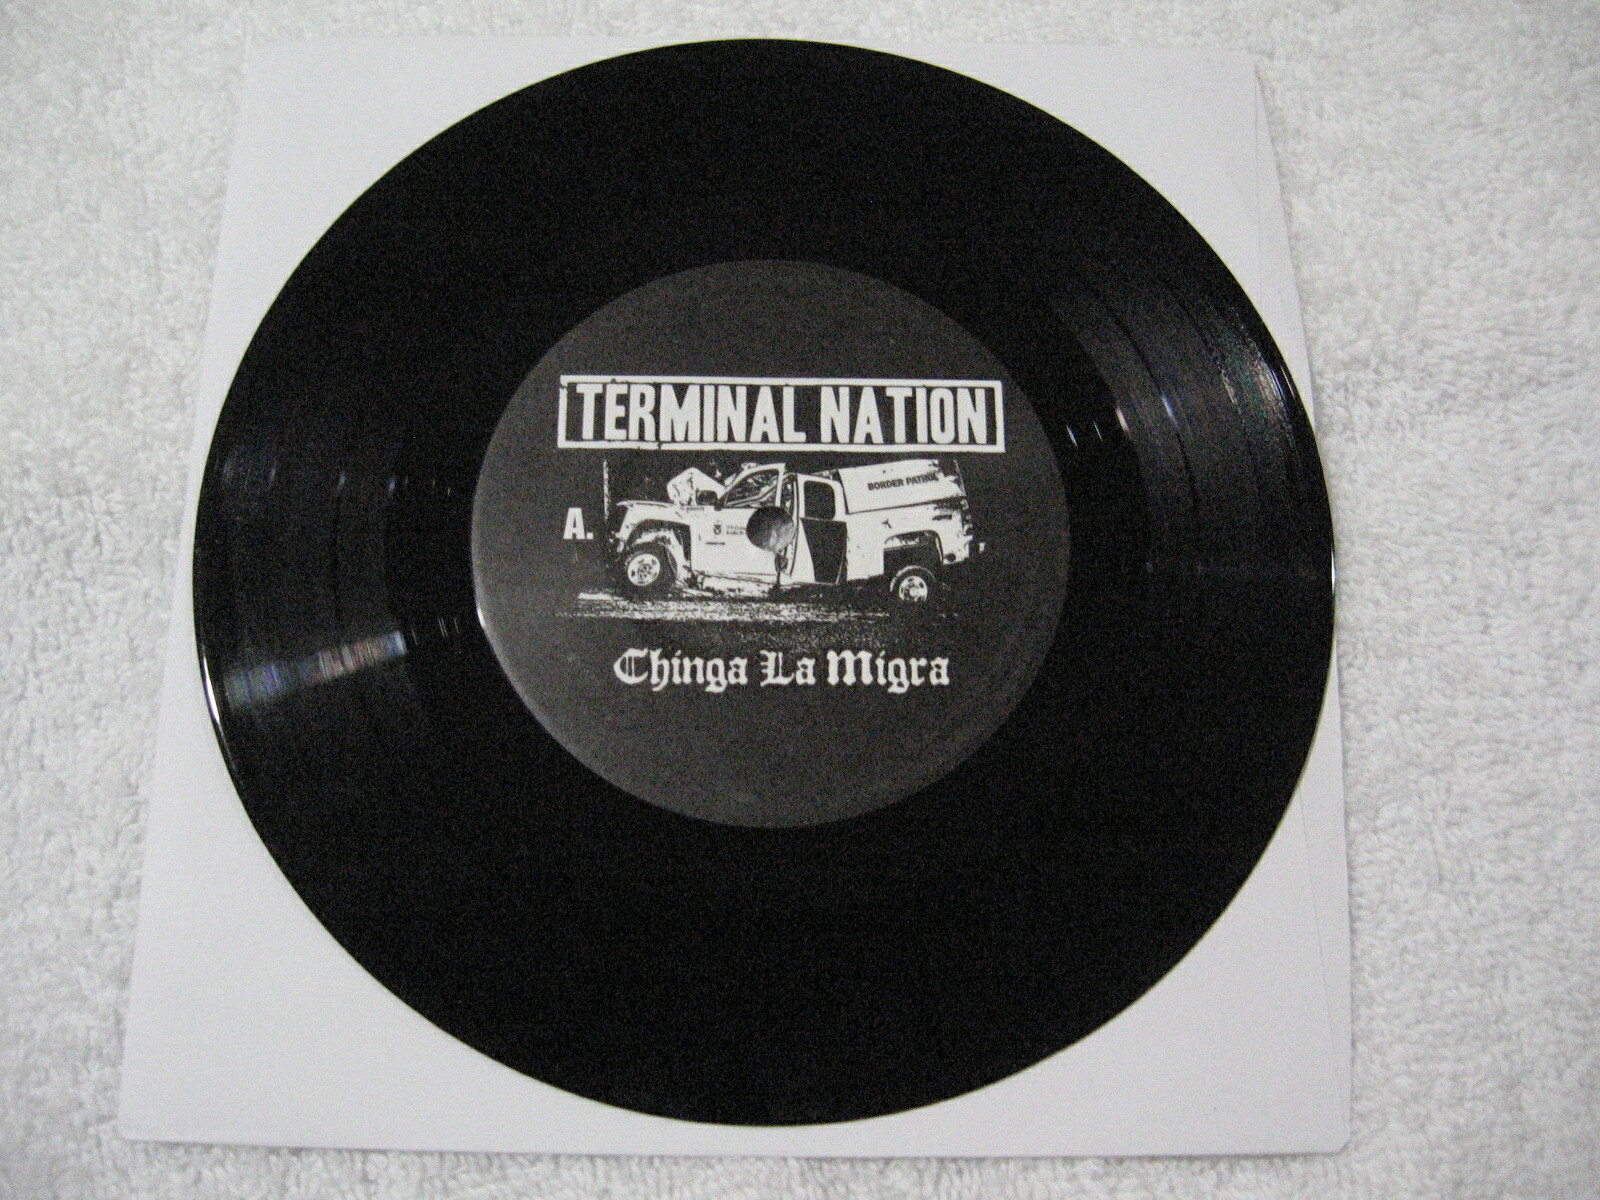 TERMINAL NATION
BORDER PATROL
A.
Chinga La Migra